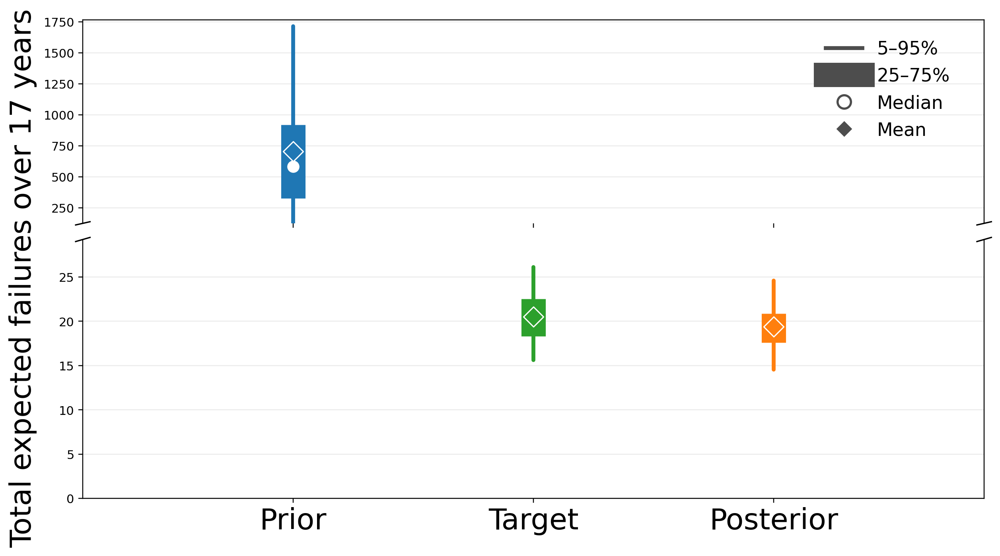 Total expected failures over 17 years
1750
1500
1250
1000
750
500
250
5–95%
25–75%
Median
Mean
25
20
15
10
5
0
Prior
Target
Posterior